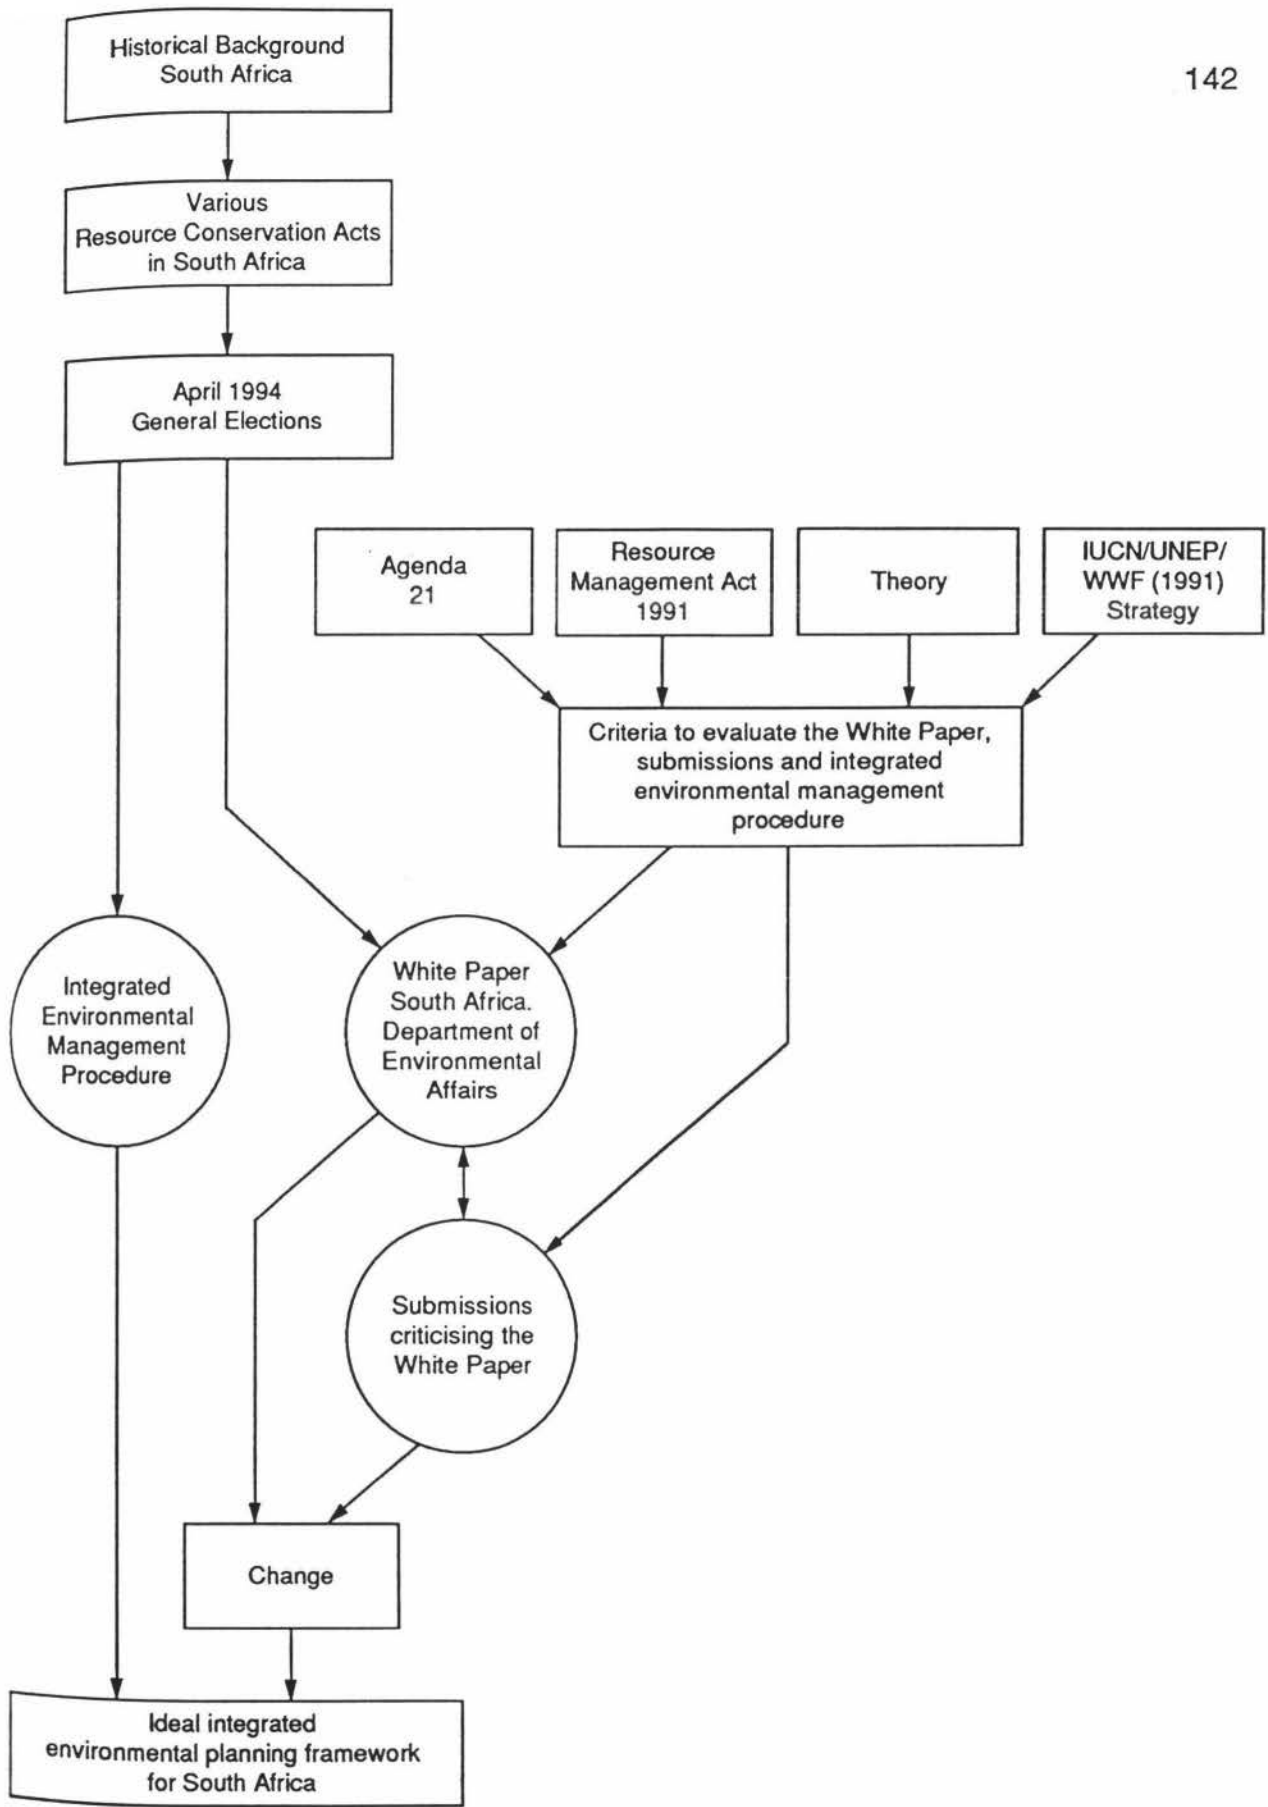 142
Historical Background
South Africa
Various
Resource Conservation Acts
in South Africa
April 1994
General Elections
Agenda
21
Resource
Management Act
1991
Theory
IUCN/UNEP/
WWF (1991)
Strategy
Criteria to evaluate the White Paper,
submissions and integrated
environmental management
procedure
Integrated
Environmental
Management
Procedure
White Paper
South Africa.
Department of
Environmental
Affairs
Submissions
criticising the
White Paper
Change
Ideal integrated
environmental planning framework
for South Africa